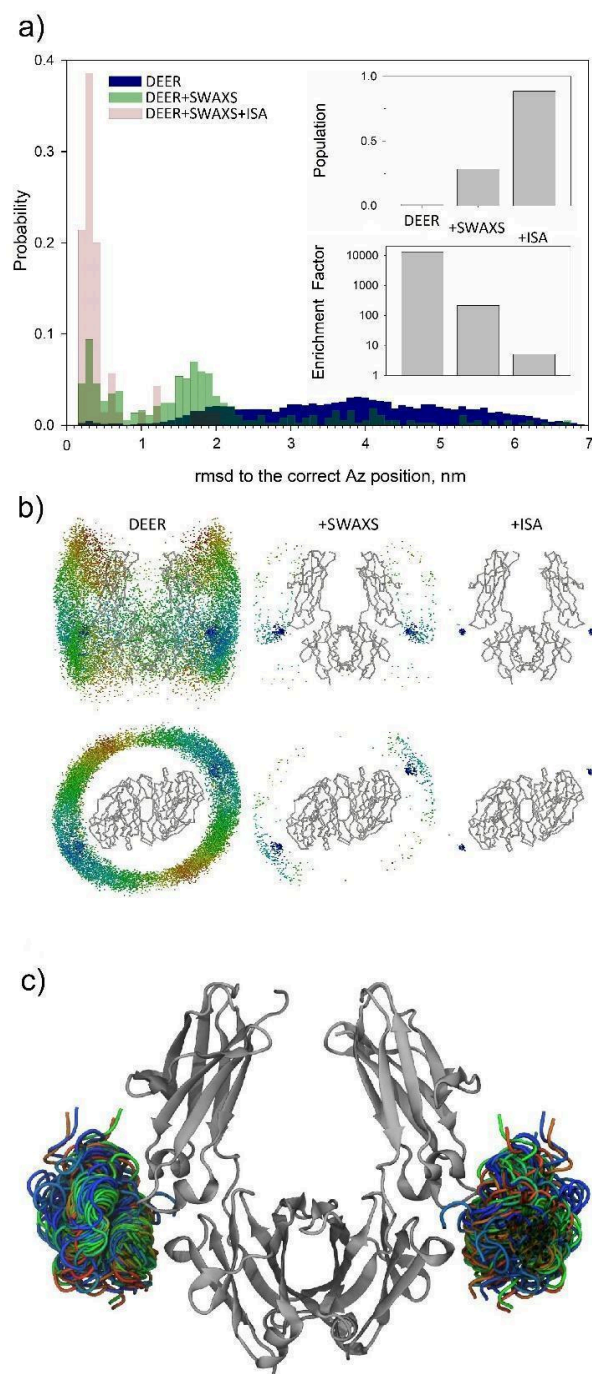 a)
DEER
DEER+SWAXS
DEER+SWAXS+ISA
0.4
0.3
0.2
0.1
0.0
Probability
1.0
0.5
0.0
Population
DEER
+SWAXS
+ISA
10000
1000
100
10
1
Enrichment Factor
0 1 2 3 4 5 6 7
rmsd to the correct Az position, nm
b)
DEER +SWAXS +ISA
c)